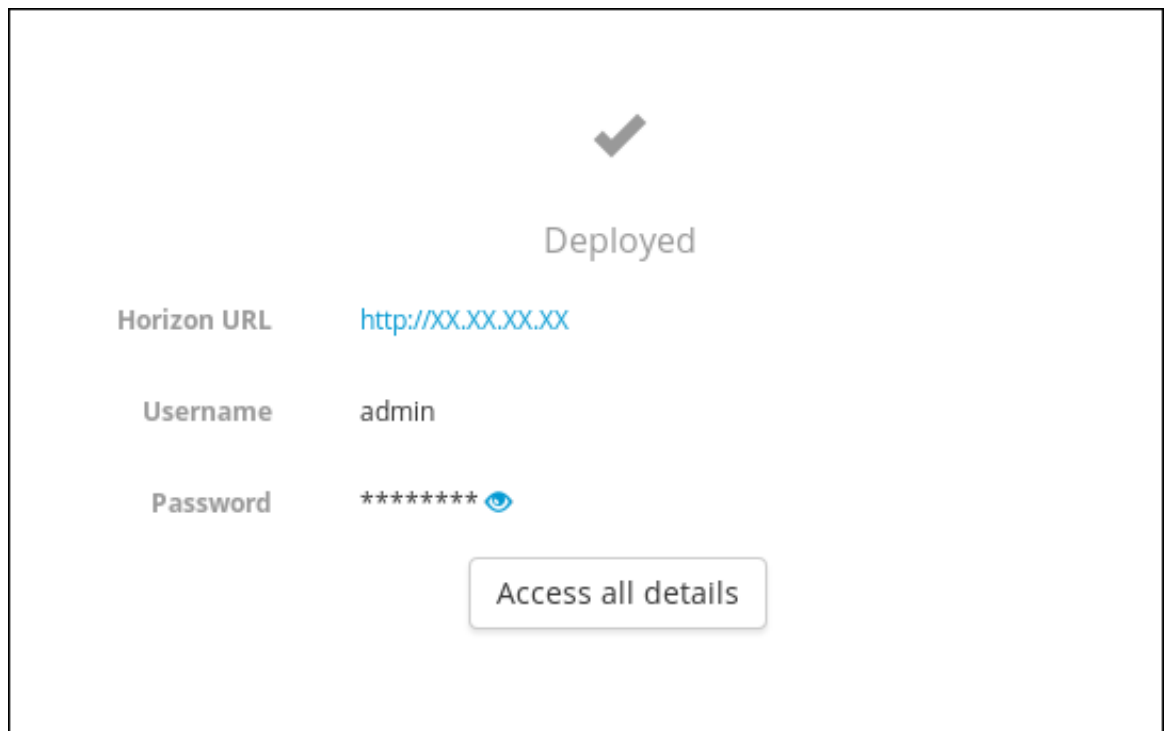 Deployed
Horizon URL http://XX.XX.XX.XX
Username admin
Password ********
Access all details